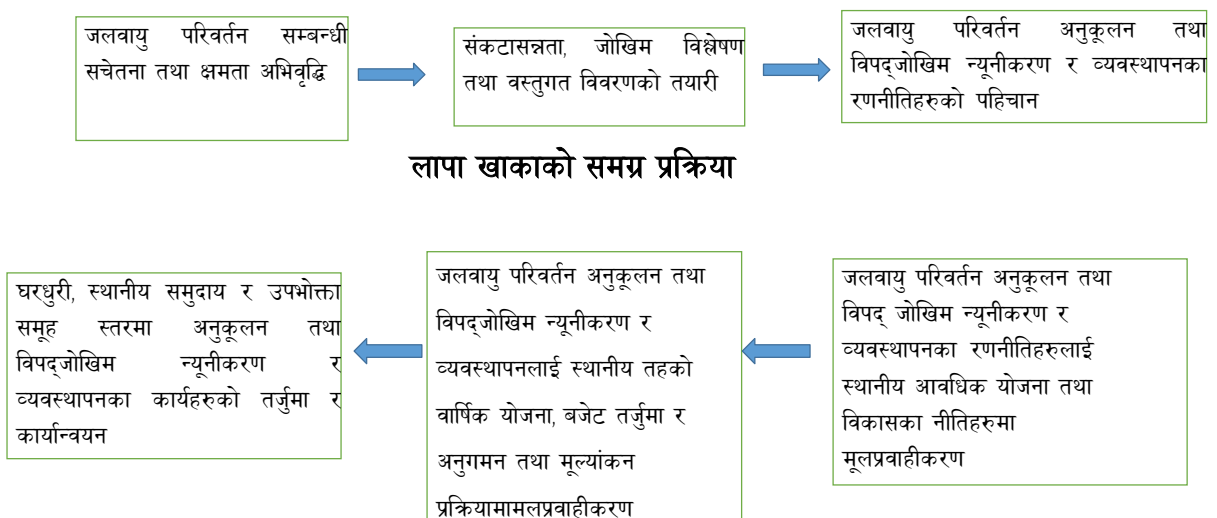 जलवायु परिवर्तन सम्बन्धी
सचेतना तथा क्षमता अभिवृद्धि
संकटासन्नता, जोखिम विश्लेषण
तथा वस्तुगत विवरणको तयारी
जलवायु परिवर्तन अनुकूलन तथा
विपद्‌जोखिम न्यूनीकरण र व्यवस्थापनका
रणनीतिहरुको पहिचान
लापा खाकाको समग्र प्रक्रिया
जलवायु परिवर्तन अनुकूलन तथा
विपद् जोखिम न्यूनीकरण र
व्यवस्थापनका रणनीतिहरुलाई
स्थानीय आवधिक योजना तथा
विकासका नीतिहरुमा
मूलप्रवाहीकरण
जलवायु परिवर्तन अनुकूलन तथा
विपद्‌जोखिम न्यूनीकरण र
व्यवस्थापनलाई स्थानीय तहको
वार्षिक योजना, बजेट तर्जुमा र
अनुगमन तथा मूल्यांकन
प्रक्रियामामलप्रवाहीकरण
घरधुरी, स्थानीय समुदाय र उपभोक्ता
समूह स्तरमा अनुकूलन तथा
विपद्‌जोखिम न्यूनीकरण र
व्यवस्थापनका कार्यहरुको तर्जुमा र
कार्यान्वयन